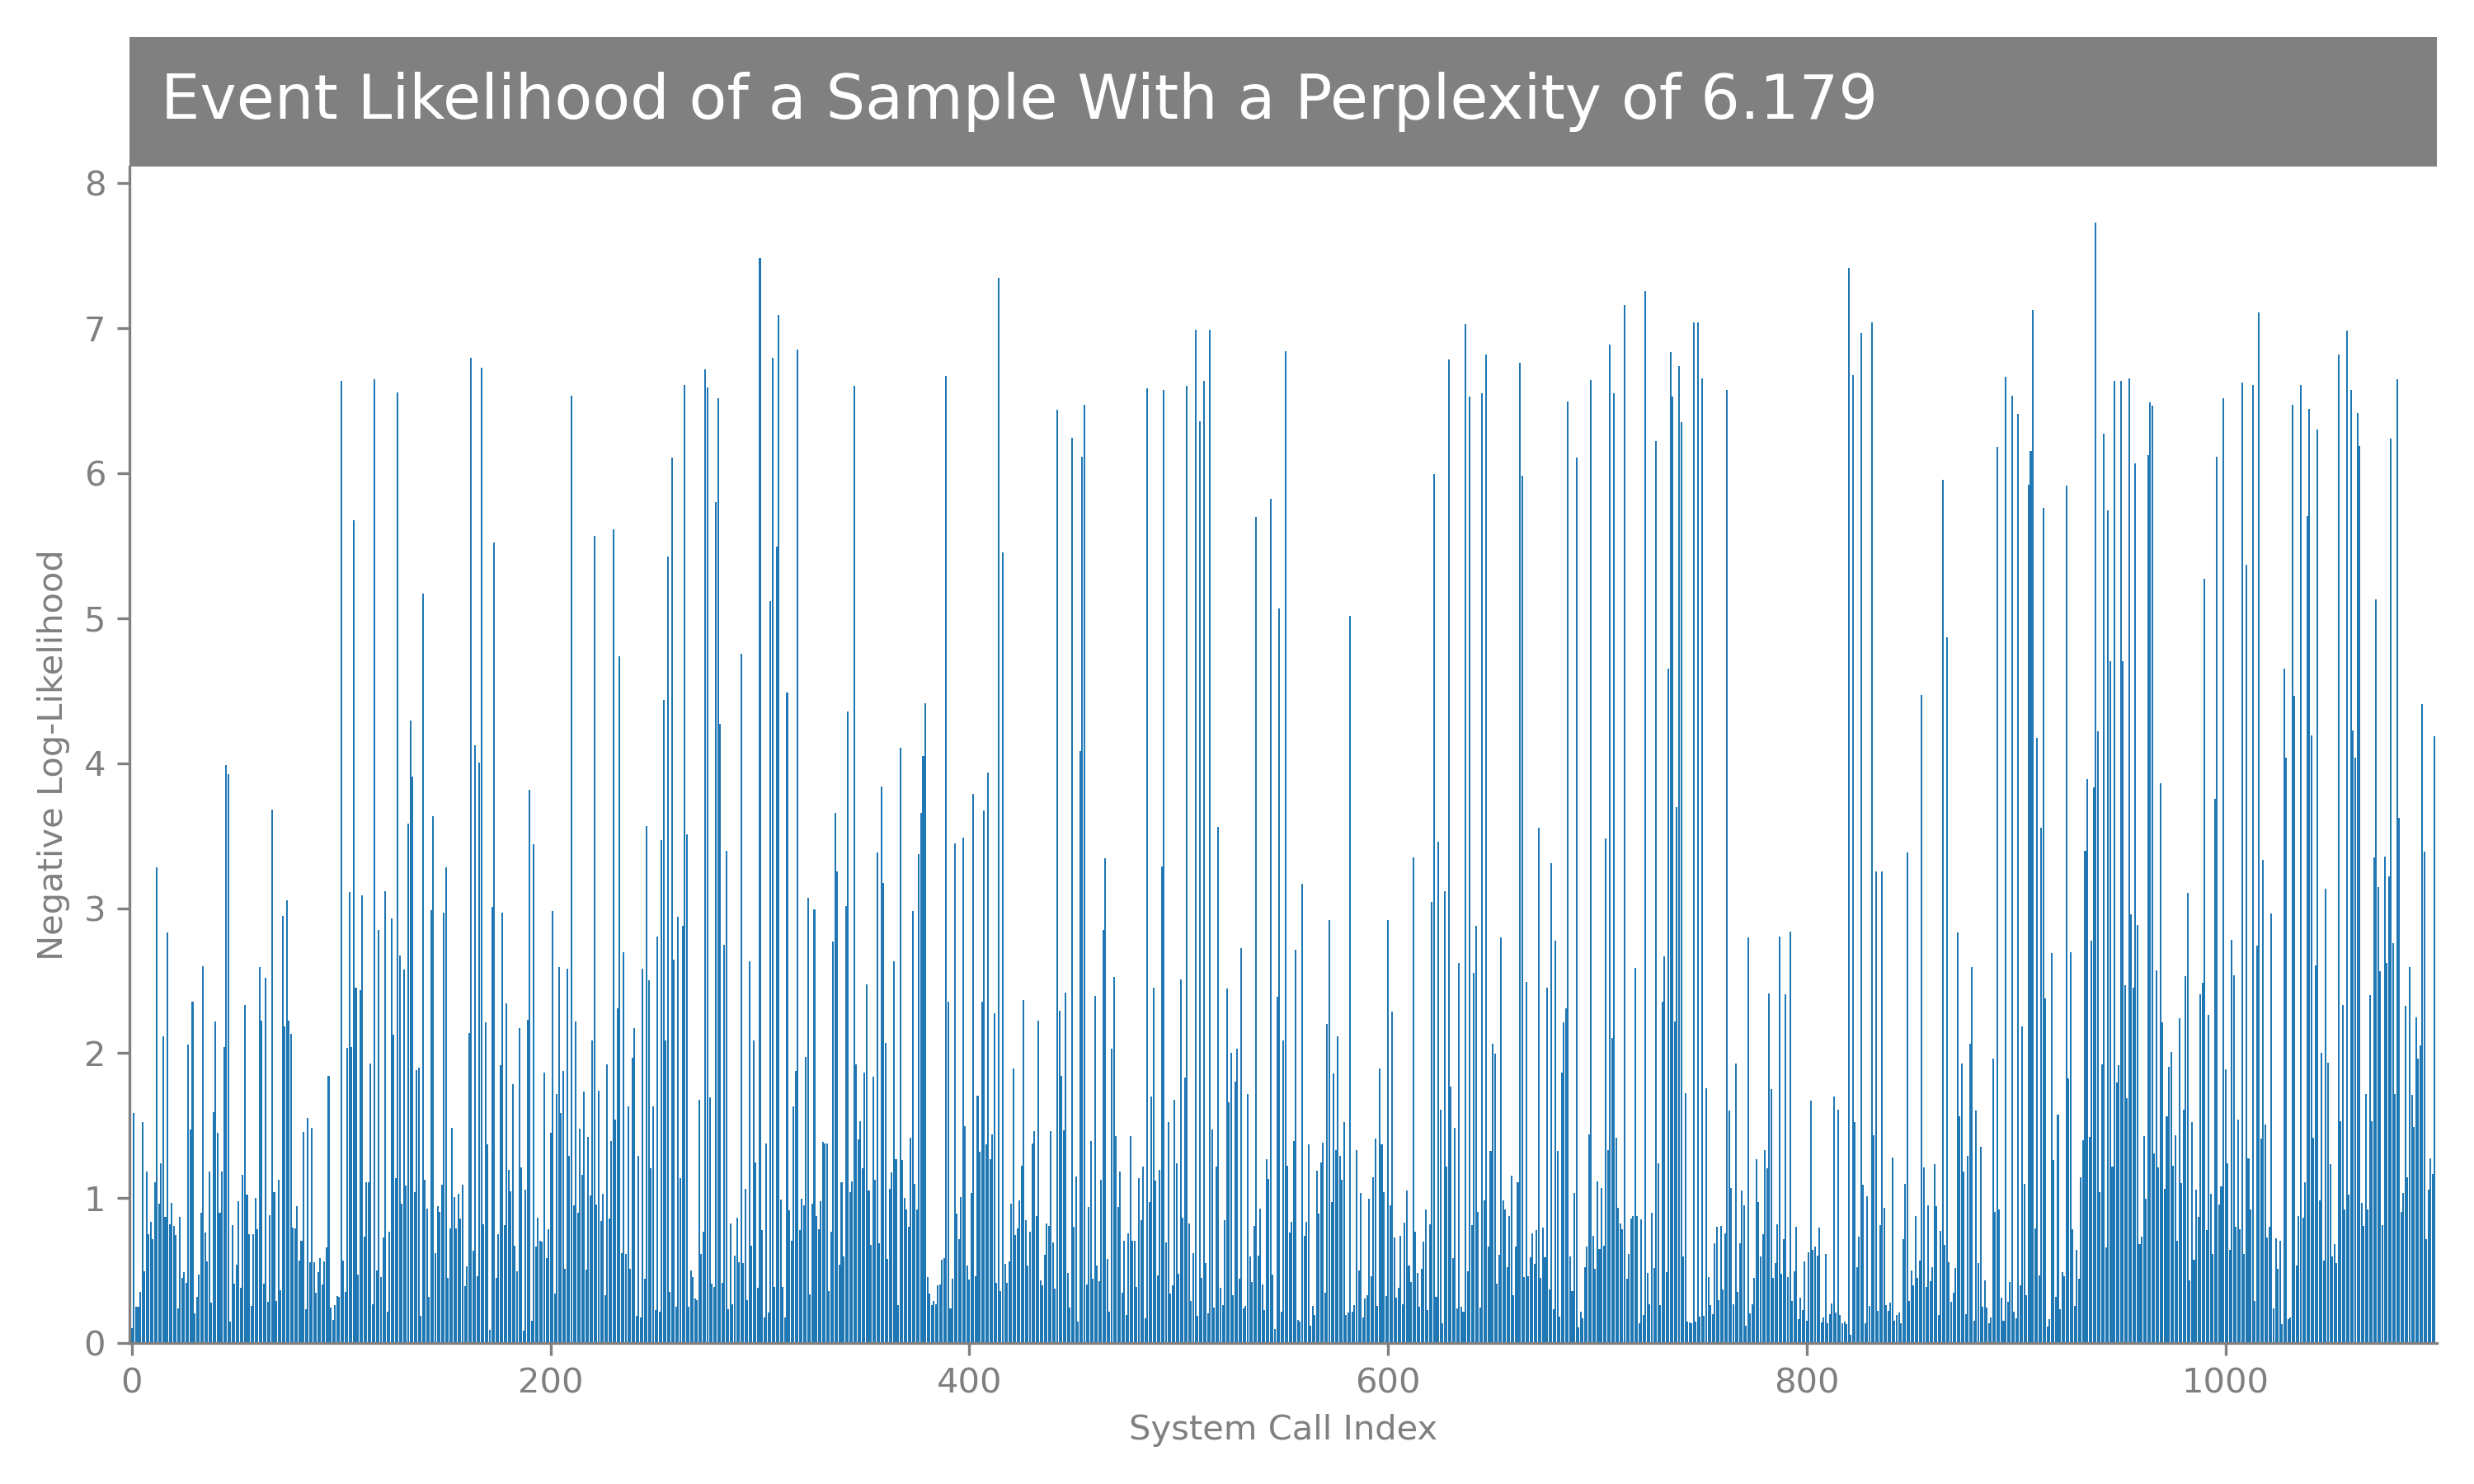 Event Likelihood of a Sample With a Perplexity of 6.179
8
7
6
5
4
3
2
1
0
Negative Log-Likelihood
0 200 400 600 800 1000
System Call Index